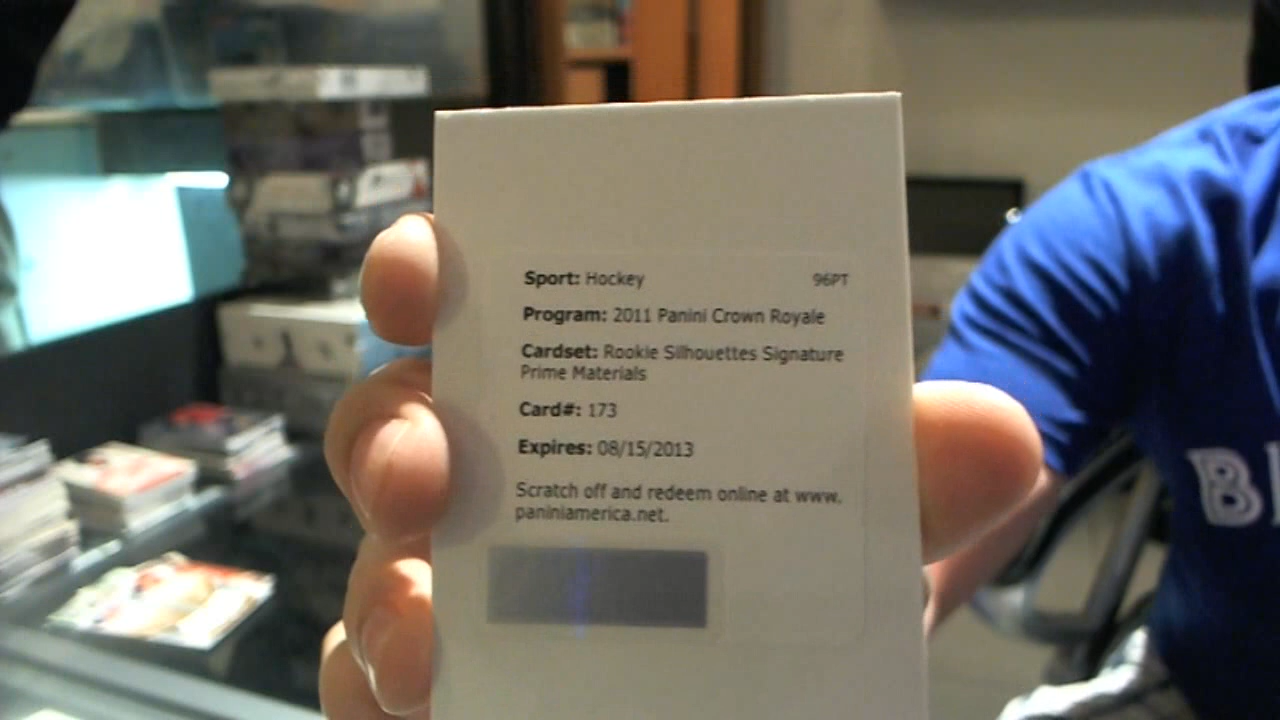 Sport: Hockey 96PT
Program: 2011 Panini Crown Royale
Cardset: Rookie Silhouettes Signature
Prime Materials
Card#: 173
Expires: 08/15/2013
Scratch off and redeem online at www.
paniniamerica.net.
B